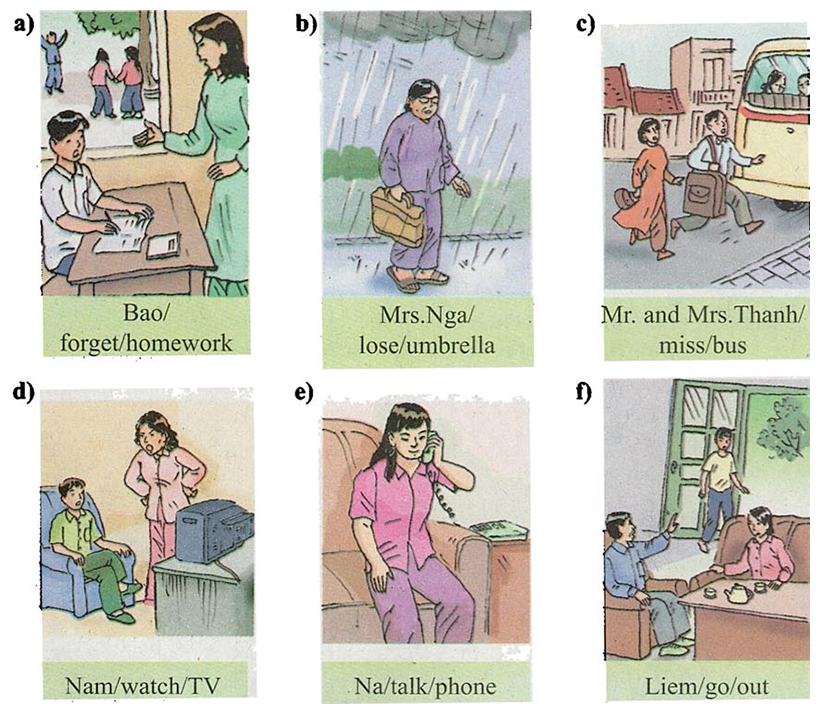 a)
b)
c)
Bao/
forget/homework
Mrs.Nga/
lose/umbrella
Mr. and Mrs.Thanh/
miss/bus
d)
e)
f)
Nam/watch/TV
Na/talk/phone
Liem/go/out